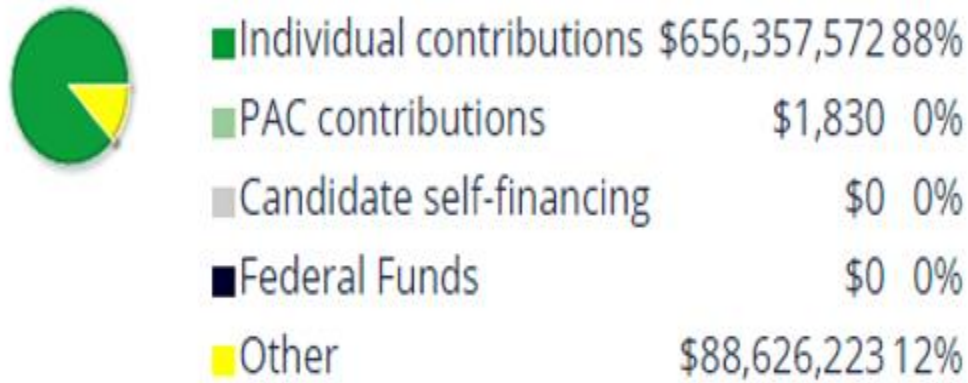 Individual contributions $656,357,572 88%
PAC contributions $1,830 0%
Candidate self-financing $0 0%
Federal Funds $0 0%
Other $88,626,223 12%